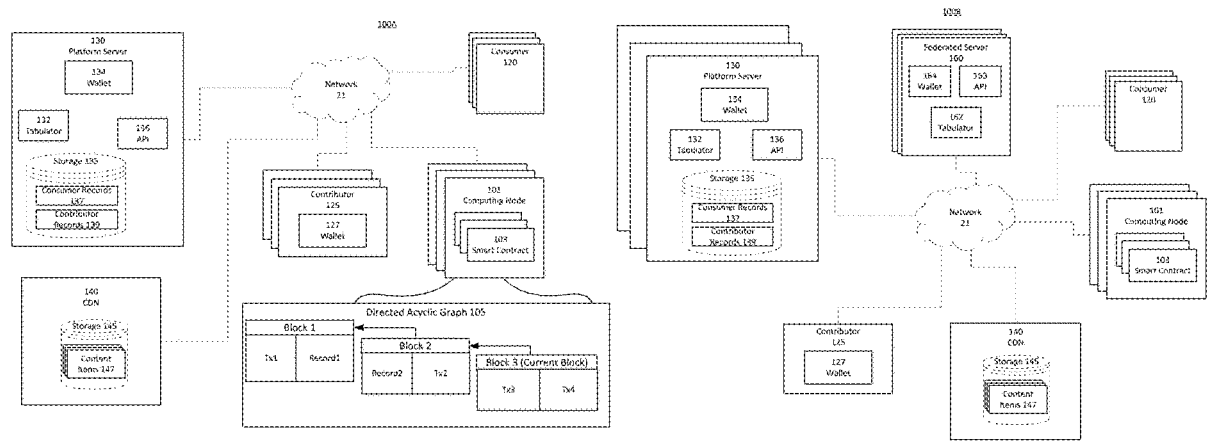 100A
130
Platform Server
134
Wallet
132
Tabulator
136
API
Storage 135
Consumer Records
137
Contributor
Records 139
Network
21
Consumer
120
Contributor
125
127
Wallet
101
Computing Node
103
Smart Contract
140
CDN
Storage 145
Content
Items 147
Directed Acyclic Graph 105
Block 1
Tx1
Record1
Block 2
Record2
Tx2
Block 3 (Current Block)
Tx3
Tx4
100B
130
Platform Server
134
Wallet
132
Tabulator
136
API
Storage 135
Consumer Records
137
Contributor
Records 139
Federated Server
160
164
Wallet
163
API
162
Tabulator
Consumer
120
Network
21
101
Computing Node
103
Smart Contract
Contributor
125
127
Wallet
140
CDN
Storage 145
Content
Items 147